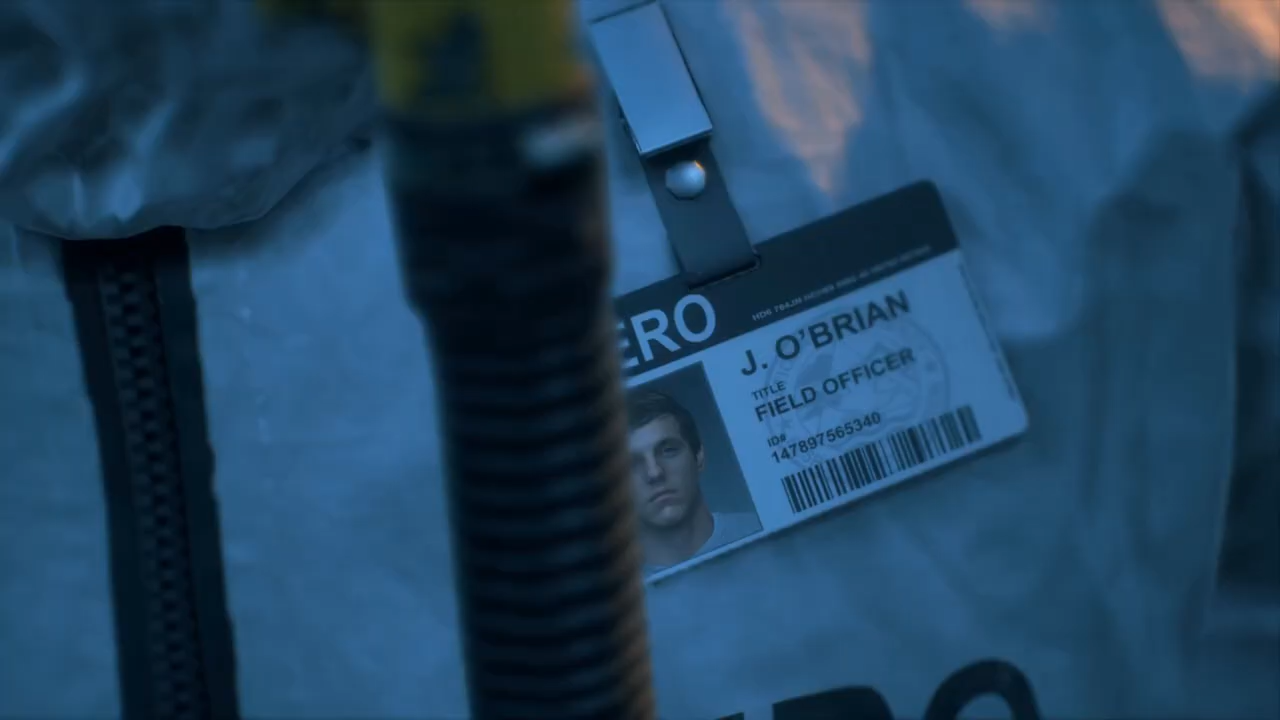 ERO
J. O'BRIAN
TITLE
FIELD OFFICER
ID#
147897565340